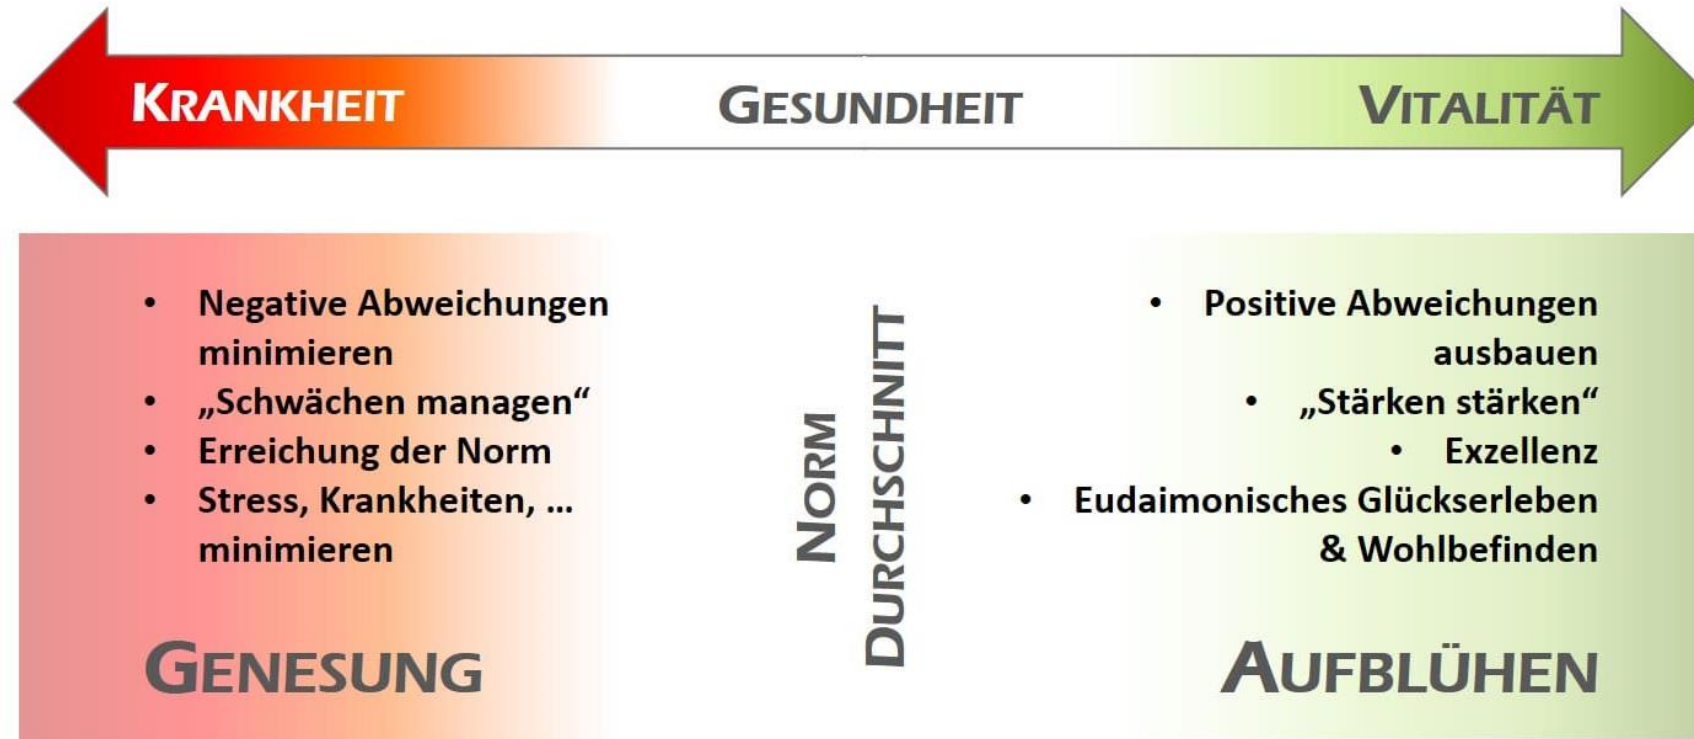 KRANKHEIT
GESUNDHEIT
VITALITÄT
• Negative Abweichungen
minimieren
• „Schwächen managen“
• Erreichung der Norm
• Stress, Krankheiten, ...
minimieren
GENESUNG
NORM
DURCHSCHNITT
• Positive Abweichungen
ausbauen
• „Stärken stärken“
• Exzellenz
• Eudaimonisches Glückserleben
& Wohlbefinden
AUFBLÜHEN